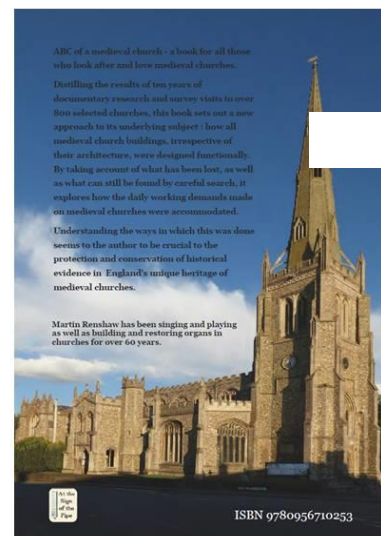 ABC of a medieval church - a book for all those
who look after and love medieval churches.
Distilling the results of ten years of
documentary research and survey visits to over
800 selected churches, this book sets out a new
approach to its underlying subject : how all
medieval church buildings, irrespective of
their architecture, were designed functionally.
By taking account of what has been lost, as well
as what can still be found by careful search, it
explores how the daily working demands made
on medieval churches were accommodated.
Understanding the ways in which this was done
seems to the author to be crucial to the
protection and conservation of historical
evidence in England's unique heritage of
medieval churches.
Martin Renshaw has been singing and playing
as well as building and restoring organs in
churches for over 60 years.
At the
Sign
of the
Pipe
ISBN 9780956710253